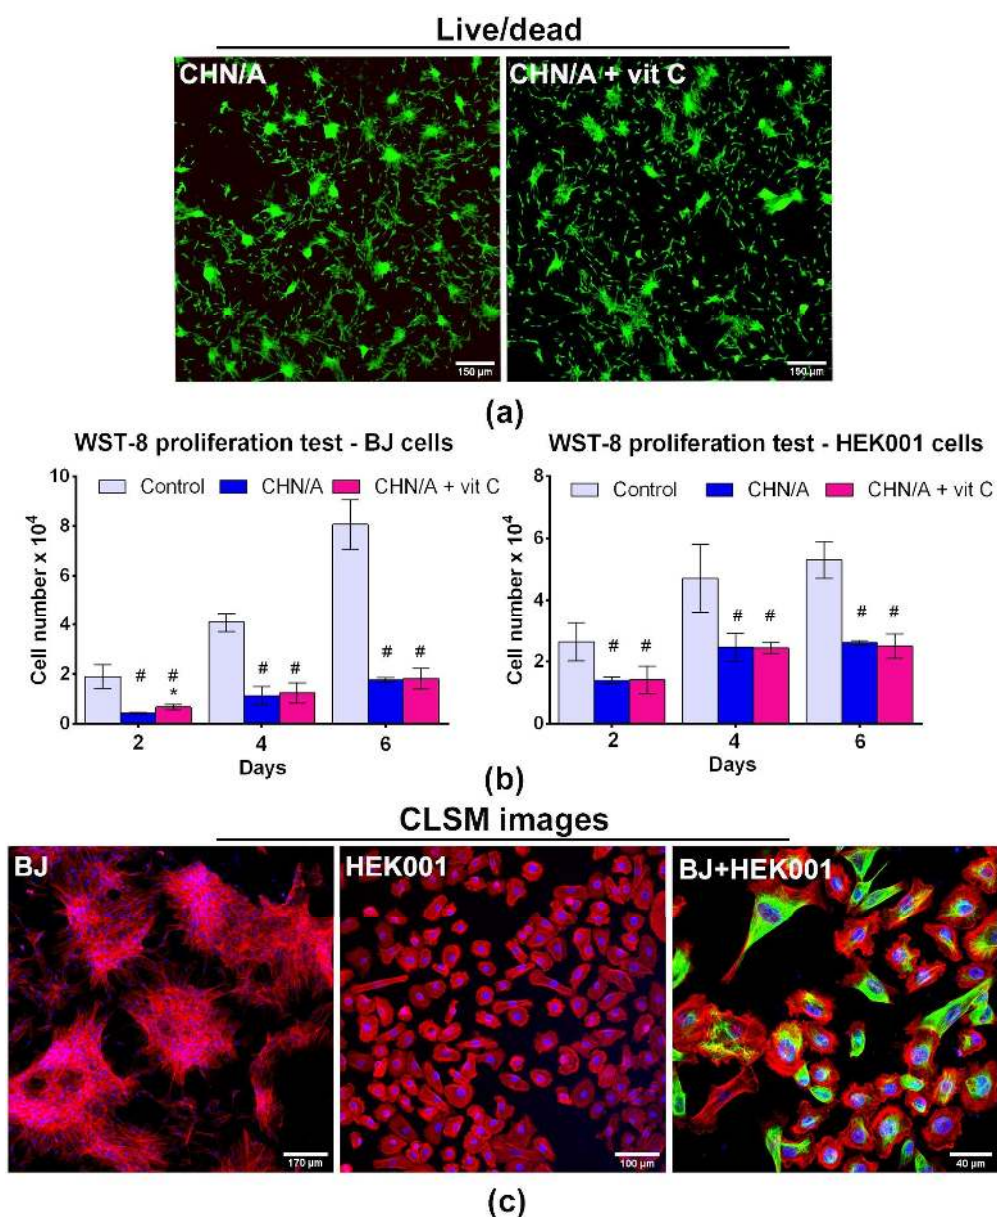 Live/dead
CHN/A
CHN/A + vit C
150 µm
150 µm
(a)
WST-8 proliferation test - BJ cells
WST-8 proliferation test - HEK001 cells
Control
CHN/A
CHN/A + vit C
Control
CHN/A
CHN/A + vit C
Cell number x 10⁴
10
8
6
4
2
0
# #
*
# #
# #
2 4 6
Days
Cell number x 10⁴
8
6
4
2
0
# #
# #
# #
2 4 6
Days
(b)
CLSM images
BJ
HEK001
BJ+HEK001
170 µm
100 µm
40 µm
(c)